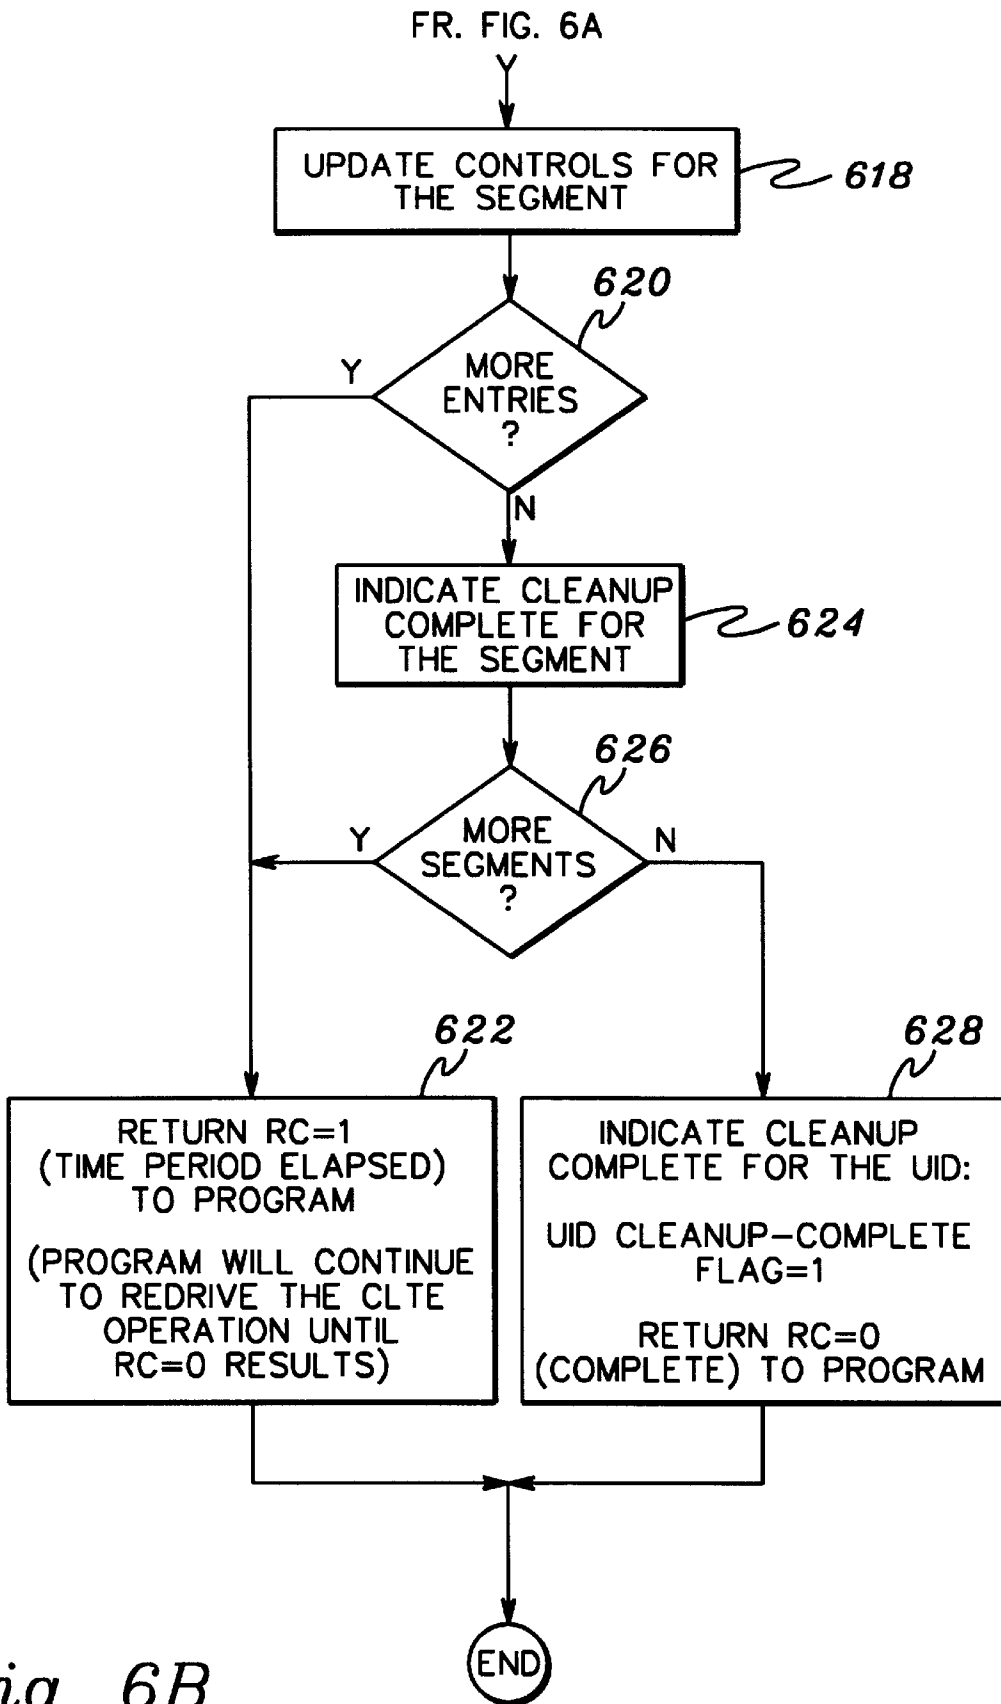 FR. FIG. 6A
Y
UPDATE CONTROLS FOR
THE SEGMENT
618
620
MORE
ENTRIES
?
Y
N
INDICATE CLEANUP
COMPLETE FOR
THE SEGMENT
624
626
MORE
SEGMENTS
?
Y
N
622
RETURN RC=1
(TIME PERIOD ELAPSED)
TO PROGRAM
(PROGRAM WILL CONTINUE
TO REDRIVE THE CLTE
OPERATION UNTIL
RC=0 RESULTS)
628
INDICATE CLEANUP
COMPLETE FOR THE UID:
UID CLEANUP-COMPLETE
FLAG=1
RETURN RC=0
(COMPLETE) TO PROGRAM
END
6B